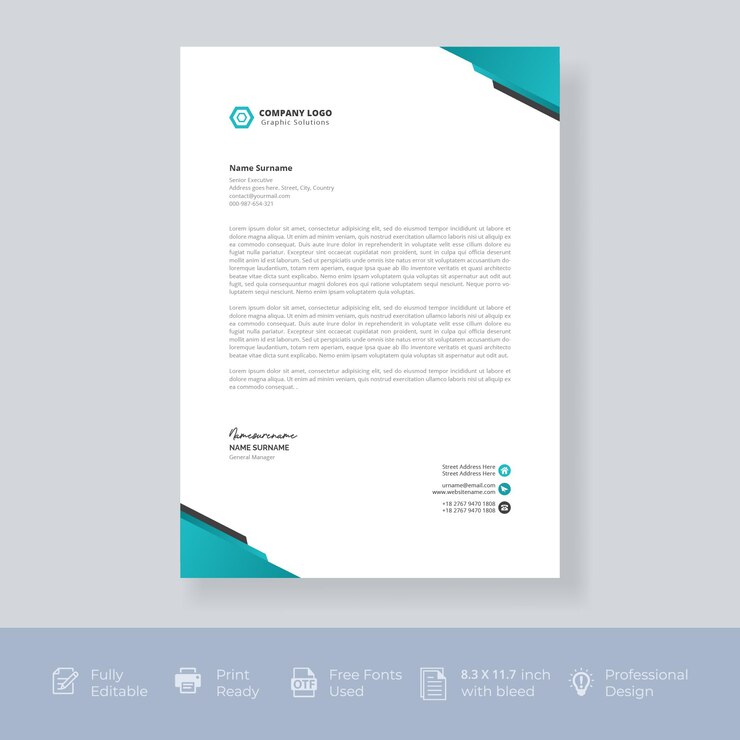 COMPANY LOGO
Graphic Solutions
Name Surname
Senior Executive
Address goes here, Street, City, Country
contact@yourmail.com
000-987-654-321
Lorem ipsum dolor sit amet, consectetur adipiscing elit, sed do eiusmod tempor incididunt ut labore et
dolore magna aliqua. Ut enim ad minim veniam, quis nostrud exercitation ullamco laboris nisi ut aliquip ex
ea commodo consequat. Duis aute irure dolor in reprehenderit in voluptate velit esse cillum dolore eu
fugiat nulla pariatur. Excepteur sint occaecat cupidatat non proident, sunt in culpa qui officia deserunt
mollit anim id est laborum. Sed ut perspiciatis unde omnis iste natus error sit voluptatem accusantium do-
loremque laudantium, totam rem aperiam, eaque ipsa quae ab illo inventore veritatis et quasi architecto
beatae vitae dicta sunt explicabo. Nemo enim ipsam voluptatem quia voluptas sit aspernatur aut odit aut
fugit, sed quia consequuntur magni dolores eos qui ratione voluptatem sequi nesciunt. Neque porro vo-
luptatem sequi nesciunt. Neque porro quisquam est, qui dolorem ipsum quia voluptas.
Lorem ipsum dolor sit amet, consectetur adipiscing elit, sed do eiusmod tempor incididunt ut labore et
dolore magna aliqua. Ut enim ad minim veniam, quis nostrud exercitation ullamco laboris nisi ut aliquip ex
ea commodo consequat. Duis aute irure dolor in reprehenderit in voluptate velit esse cillum dolore eu
fugiat nulla pariatur. Excepteur sint occaecat cupidatat non proident, sunt in culpa qui officia deserunt
mollit anim id est laborum. Sed ut perspiciatis unde omnis iste natus error sit voluptatem accusantium do-
loremque laudantium, totam rem aperiam, eaque ipsa quae ab illo inventore veritatis et quasi architecto
beatae vitae dicta sunt explicabo. Nemo enim ipsam voluptatem quia voluptas sit aspernatur aut odit.
Lorem ipsum dolor sit amet, consectetur adipiscing elit, sed do eiusmod tempor incididunt ut labore et
dolore magna aliqua. Ut enim ad minim veniam, quis nostrud exercitation ullamco laboris nisi ut aliquip ex
ea commodo consequat. ..
Namesurename
NAME SURNAME
General Manager
Street Address Here
Street Address Here
urname@email.com
www.websitename.com
+18 2767 9470 1808
+18 2767 9470 1808
Fully
Editable
Print
Ready
OTF
Free Fonts
Used
8.3 X 11.7 inch
with bleed
Professional
Design